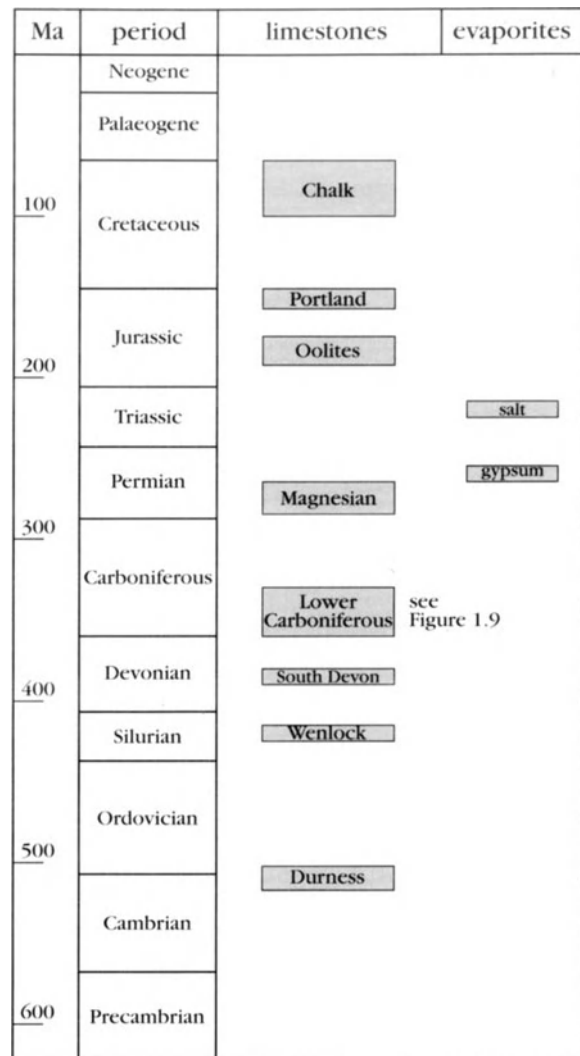 Ma period limestones evaporites
Neogene
Palaeogene
Chalk
100
Cretaceous
Portland
Jurassic
Oolites
200
salt
Triassic
gypsum
Permian
Magnesian
300
Carboniferous
Lower
Carboniferous
see
Figure 1.9
Devonian
South Devon
400
Silurian
Wenlock
Ordovician
500
Durness
Cambrian
600
Precambrian